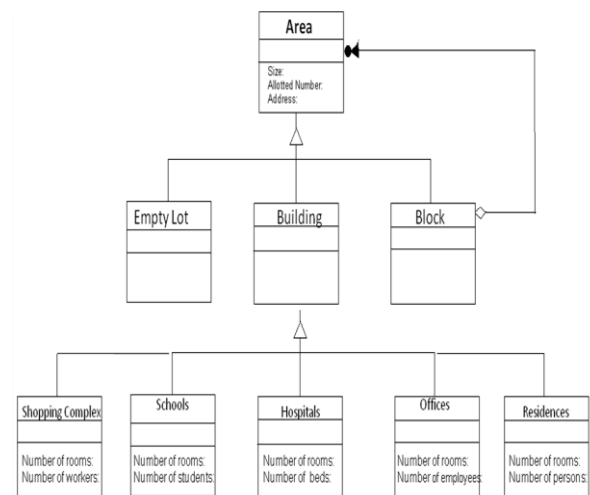 Area
Size:
Allotted Number:
Address:
Empty Lot
Building
Block
Shopping Complex
Number of rooms:
Number of workers:
Schools
Number of rooms:
Number of students:
Hospitals
Number of rooms:
Number of beds:
Offices
Number of rooms:
Number of employees:
Residences
Number of rooms:
Number of persons: